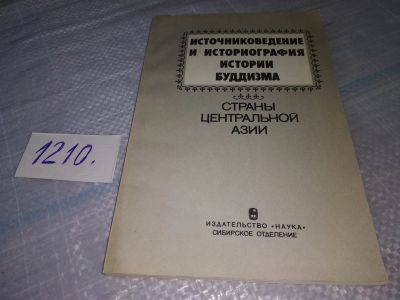 ИСТОЧНИКОВЕДЕНИЕ
И ИСТОРИОГРАФИЯ
ИСТОРИИ
БУДДИЗМА
СТРАНЫ
ЦЕНТРАЛЬНОЙ
АЗИИ
1210.
ИЗДАТЕЛЬСТВО «НАУКА»
СИБИРСКОЕ ОТДЕЛЕНИЕ